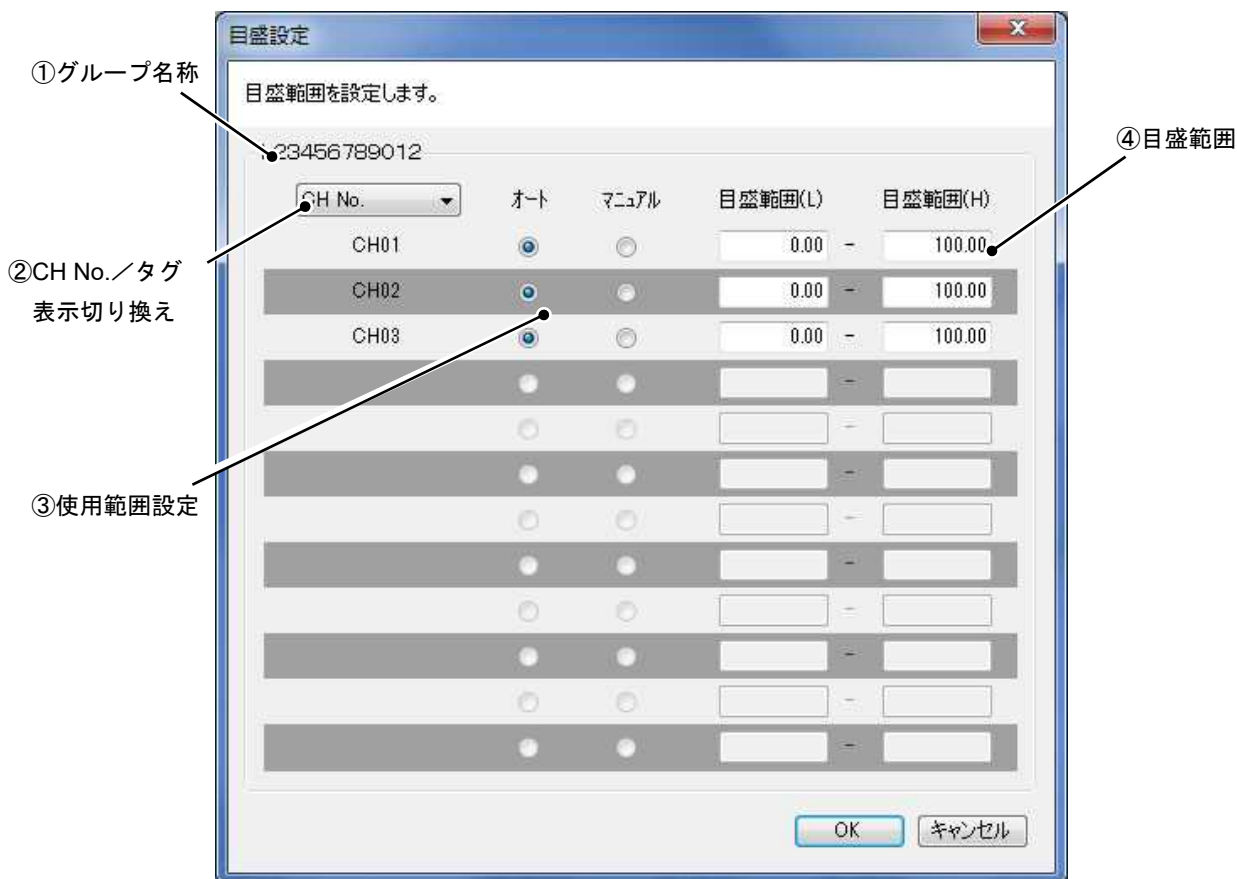 目盛設定
①グループ名称
目盛範囲を設定します。
123456789012
④目盛範囲
CH No. オート マニュアル 目盛範囲(L) 目盛範囲(H)
CH01 0.00 - 100.00
②CH No.／タグ
表示切り換え
CH02 0.00 - 100.00
CH03 0.00 - 100.00
-
-
-
③使用範囲設定
-
-
-
-
-
-
OK キャンセル